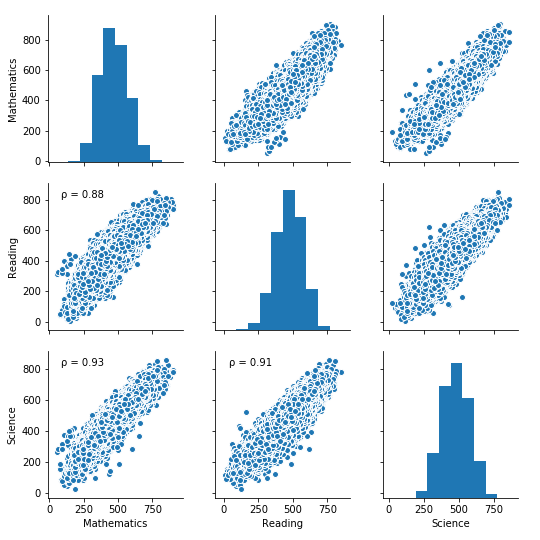 Mathematics
800
600
400
200
0
Reading
800
600
400
200
0
ρ = 0.88
Science
800
600
400
200
0
ρ = 0.93
ρ = 0.91
0 250 500 750
0 250 500 750
0 250 500 750
Mathematics
Reading
Science